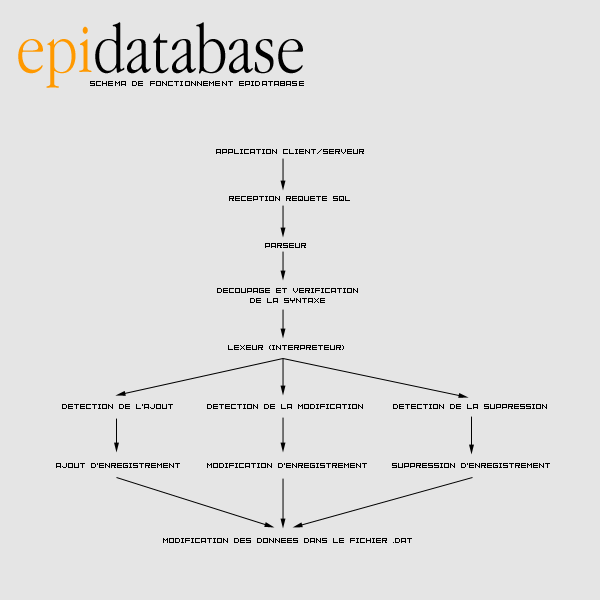 epidatabase
SCHEMA DE FONCTIONNEMENT EPIDATABASE
APPLICATION CLIENT/SERVEUR
RECEPTION REQUETE SQL
PARSEUR
DECOUPAGE ET VERIFICATION
DE LA SYNTAXE
LEXEUR (INTERPRETEUR)
DETECTION DE L'AJOUT
DETECTION DE LA MODIFICATION
DETECTION DE LA SUPPRESSION
AJOUT D'ENREGISTREMENT
MODIFICATION D'ENREGISTREMENT
SUPPRESSION D'ENREGISTREMENT
MODIFICATION DES DONNEES DANS LE FICHIER .DAT